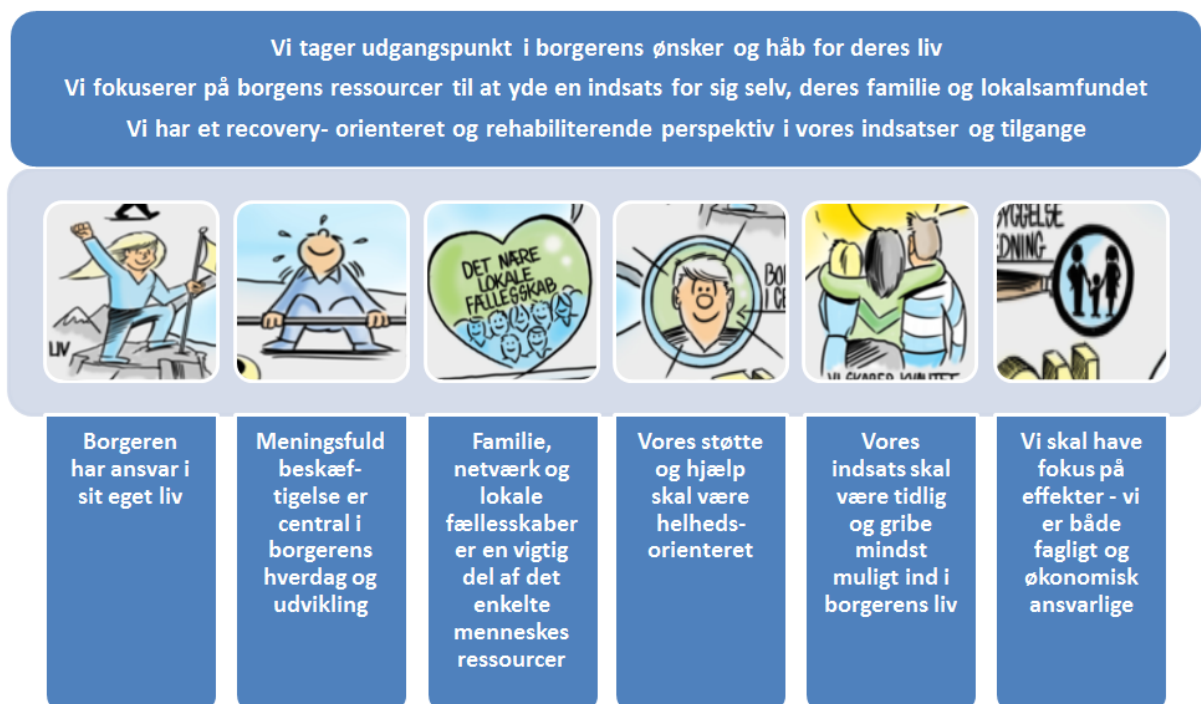 Vi tager udgangspunkt i borgerens ønsker og håb for deres liv
Vi fokuserer på borgens ressourcer til at yde en indsats for sig selv, deres familie og lokalsamfundet
Vi har et recovery- orienteret og rehabiliterende perspektiv i vores indsatser og tilgange
LIV
DET NÆRE
LOKALE
FÆLLESSKAB
Borgeren
har ansvar i
sit eget liv
Meningsfuld
beskæf-
tigelse er
central i
borgerens
hverdag og
udvikling
Familie,
netværk og
lokale
fællesskaber
er en vigtig
del af det
enkelte
menneskes
ressourcer
Vores støtte
og hjælp
skal være
helheds-
orienteret
Vores
indsats skal
være tidlig
og gribe
mindst
muligt ind i
borgerens liv
Vi skal have
fokus på
effekter - vi
er både
fagligt og
økonomisk
ansvarlige